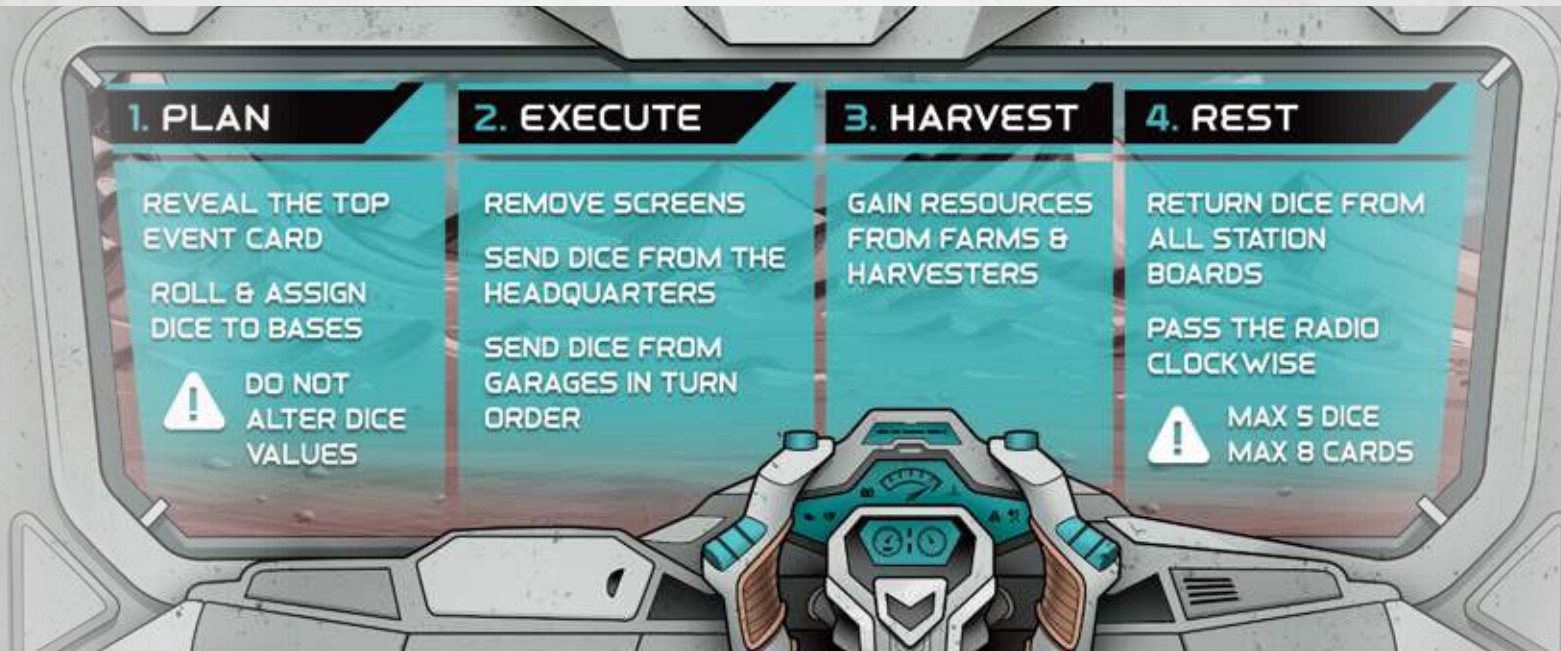 1. PLAN
REVEAL THE TOP
EVENT CARD
ROLL & ASSIGN
DICE TO BASES
! DO NOT
ALTER DICE
VALUES
2. EXECUTE
REMOVE SCREENS
SEND DICE FROM THE
HEADQUARTERS
SEND DICE FROM
GARAGES IN TURN
ORDER
3. HARVEST
GAIN RESOURCES
FROM FARMS &
HARVESTERS
4. REST
RETURN DICE FROM
ALL STATION
BOARDS
PASS THE RADIO
CLOCKWISE
! MAX 5 DICE
MAX 8 CARDS